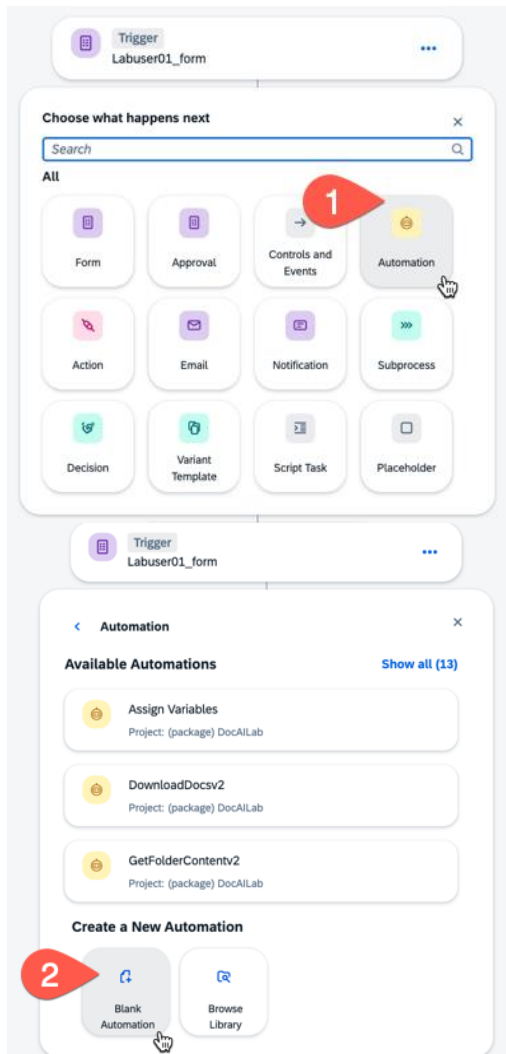 Trigger
Labuser01_form
Choose what happens next
Search
All
1
Form
Approval
Controls and
Events
Automation
Action
Email
Notification
Subprocess
Decision
Variant
Template
Script Task
Placeholder
Trigger
Labuser01_form
Automation
Available Automations
Show all (13)
Assign Variables
Project: (package) DocAILab
DownloadDocsv2
Project: (package) DocAILab
GetFolderContentv2
Project: (package) DocAILab
Create a New Automation
2
Blank
Automation
Browse
Library